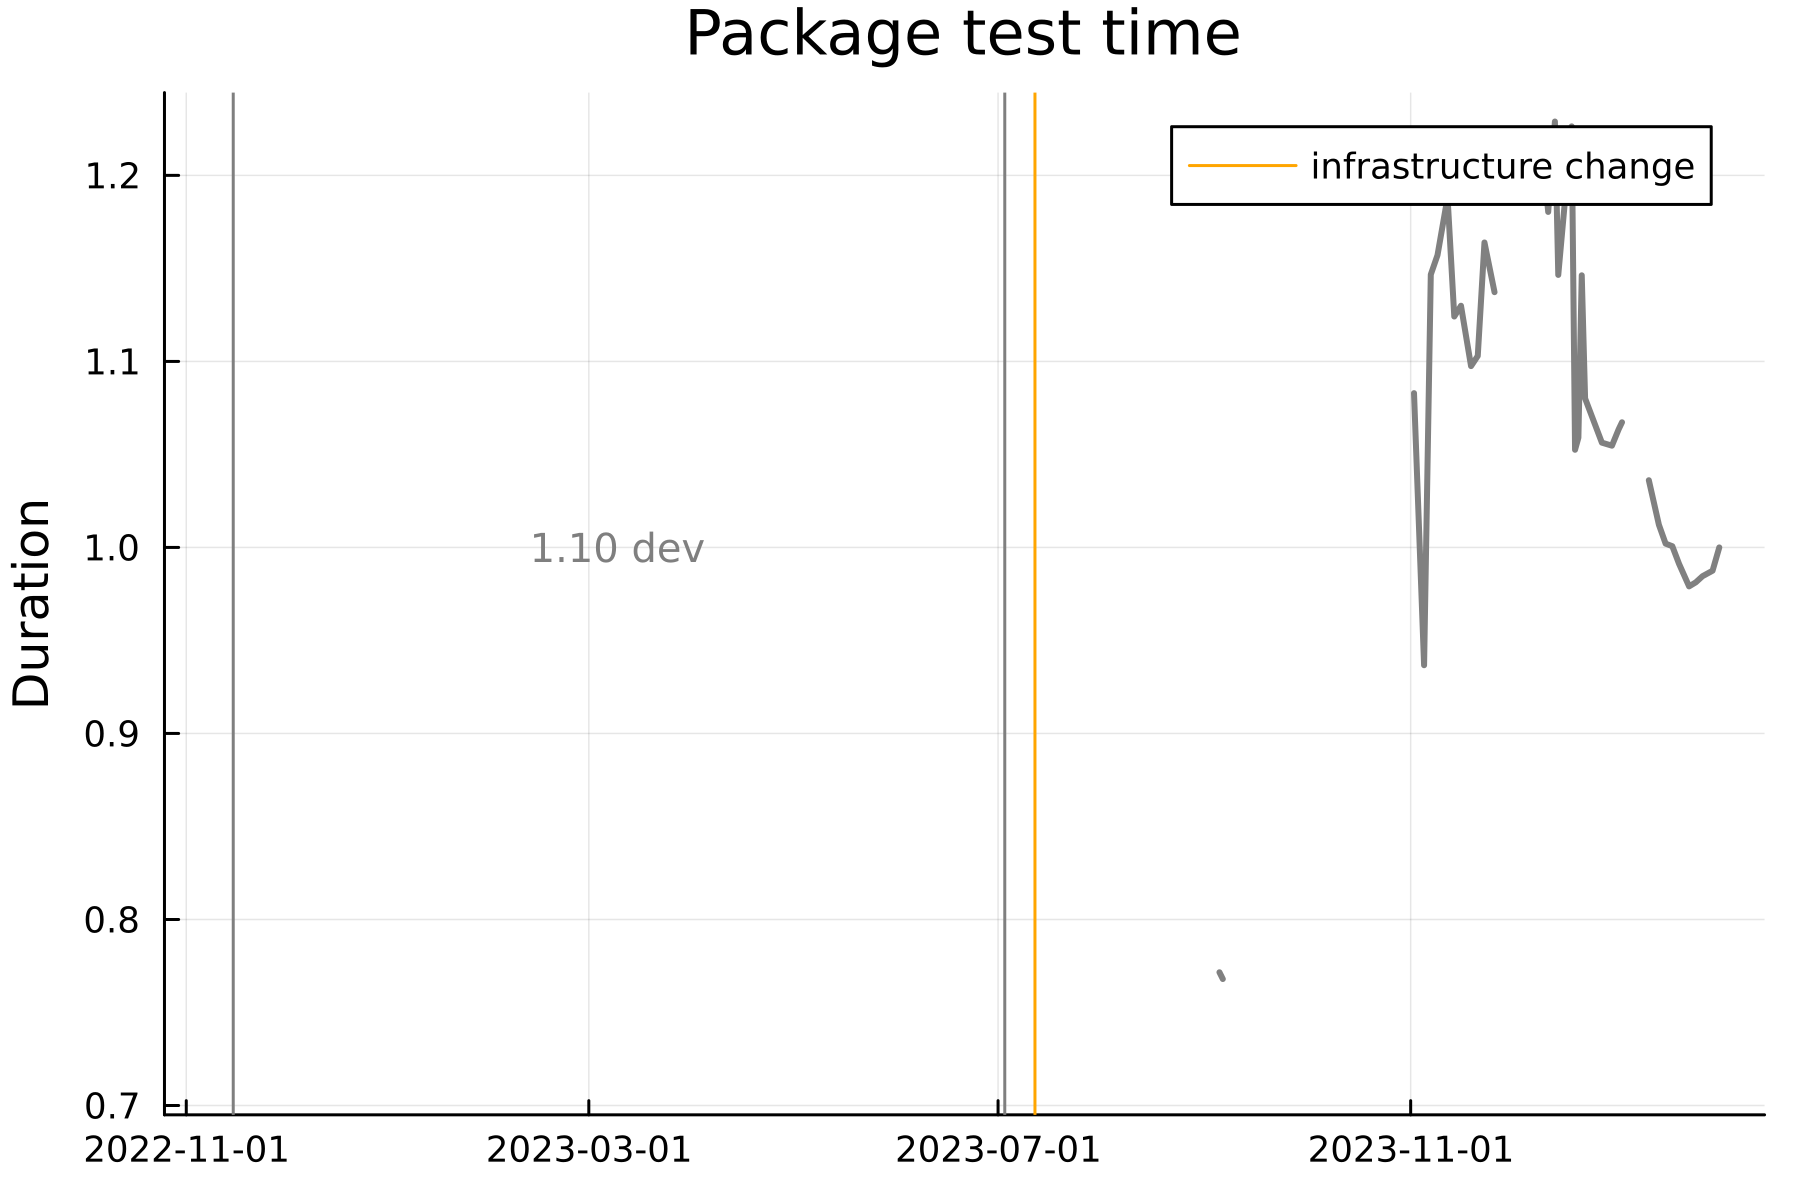 Package test time
infrastructure change
1.2
1.1
1.0
0.9
0.8
0.7
Duration
1.10 dev
2022-11-01
2023-03-01
2023-07-01
2023-11-01